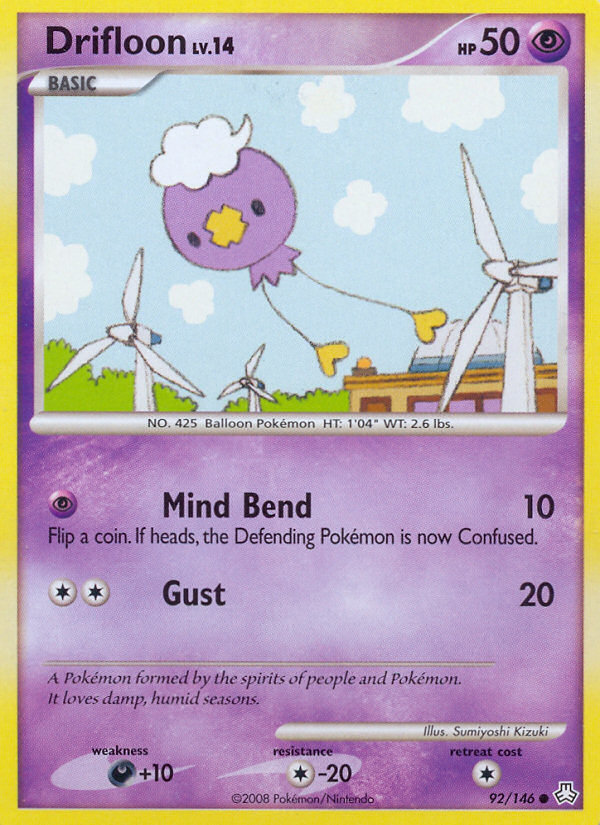 Drifloon LV.14 HP 50
BASIC
NO. 425 Balloon Pokémon HT: 1'04" WT: 2.6 lbs.
Mind Bend 10
Flip a coin. If heads, the Defending Pokémon is now Confused.
Gust 20
A Pokémon formed by the spirits of people and Pokémon.
It loves damp, humid seasons.
Illus. Sumiyoshi Kizuki
weakness resistance retreat cost
+10 -20
©2008 Pokémon/Nintendo 92/146